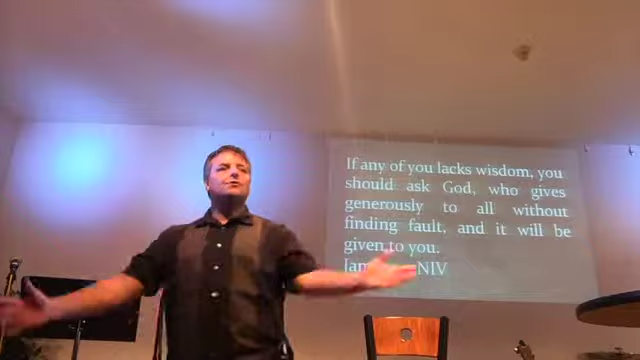 If any of you lacks wisdom, you
should ask God, who gives
generously to all without
finding fault, and it will be
given to you.
NIV